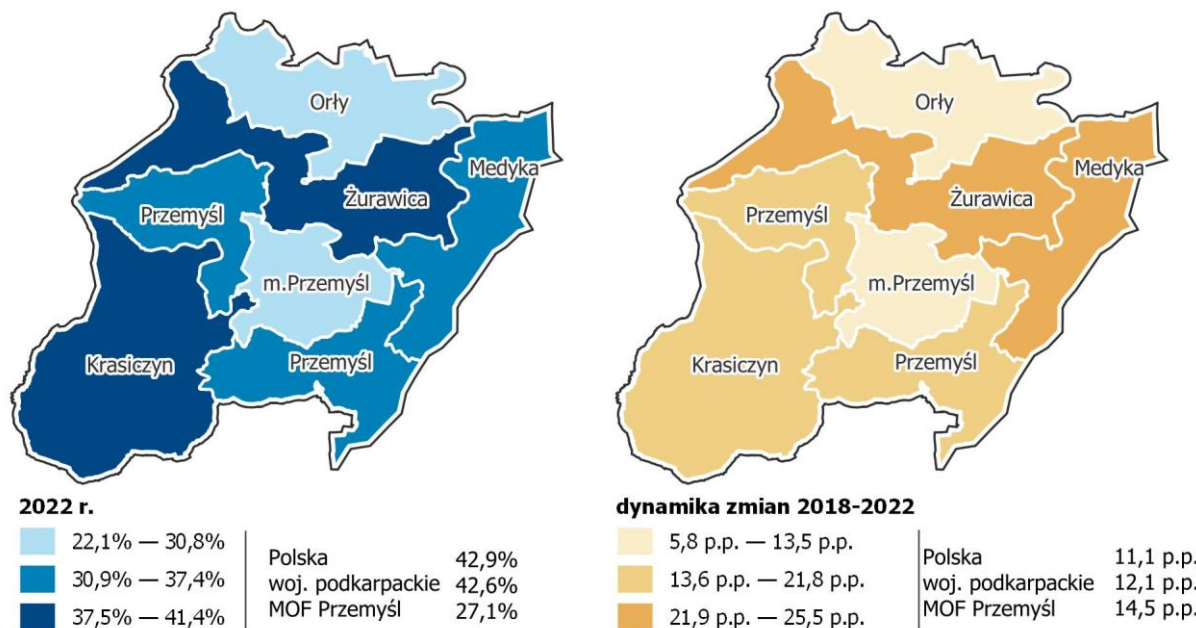 Orły
Medyka
Żurawica
Przemyśl
m.Przemyśl
Krasiczyn
Przemyśl
2022 r.
22,1% — 30,8%
30,9% — 37,4%
37,5% — 41,4%
Polska 42,9%
woj. podkarpackie 42,6%
MOF Przemyśl 27,1%
Orły
Medyka
Żurawica
Przemyśl
m.Przemyśl
Krasiczyn
Przemyśl
dynamika zmian 2018-2022
5,8 p.p. — 13,5 p.p.
13,6 p.p. — 21,8 p.p.
21,9 p.p. — 25,5 p.p.
Polska 11,1 p.p.
woj. podkarpackie 12,1 p.p.
MOF Przemyśl 14,5 p.p.